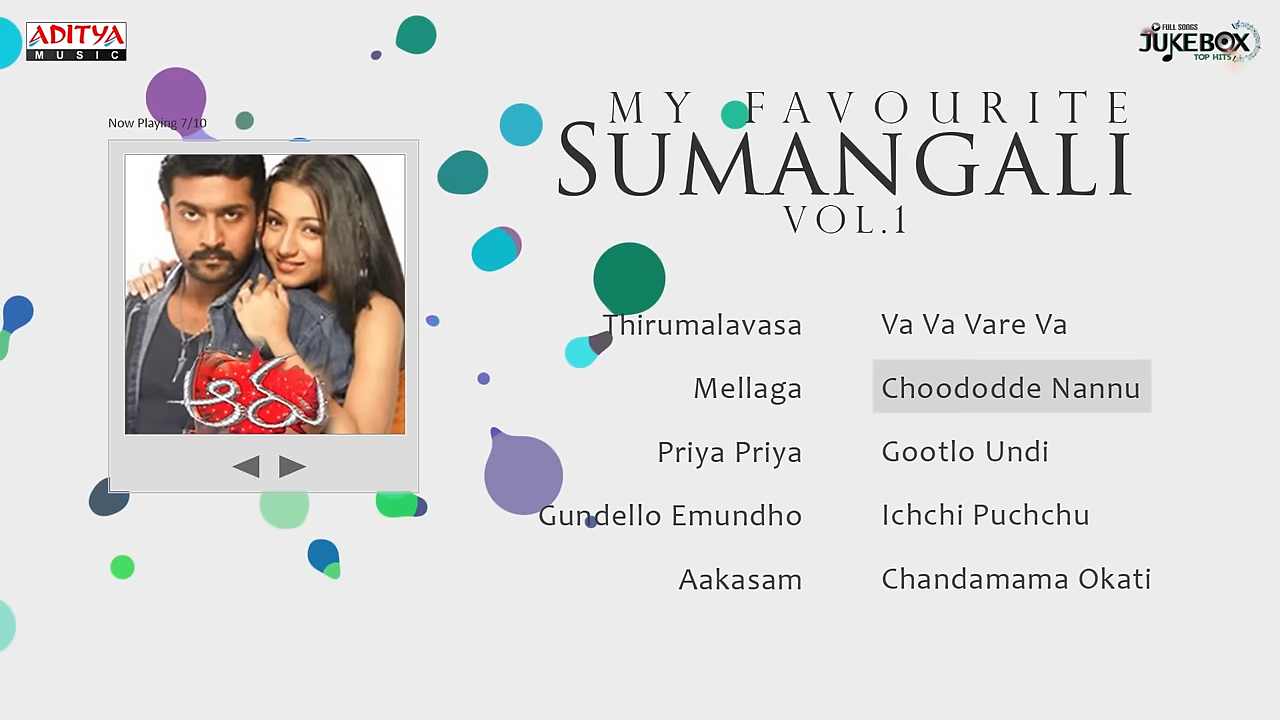 ADITYA
MUSIC
FULL SONGS
JUKEBOX
TOP HITS
MY FAVOURITE
SUMANGALI
VOL.1
Now Playing 7/10
ఆరు
Thirumalavasa
Mellaga
Priya Priya
Gundello Emundho
Aakasam
Va Va Vare Va
Choododde Nannu
Gootlo Undi
Ichchi Puchchu
Chandamama Okati